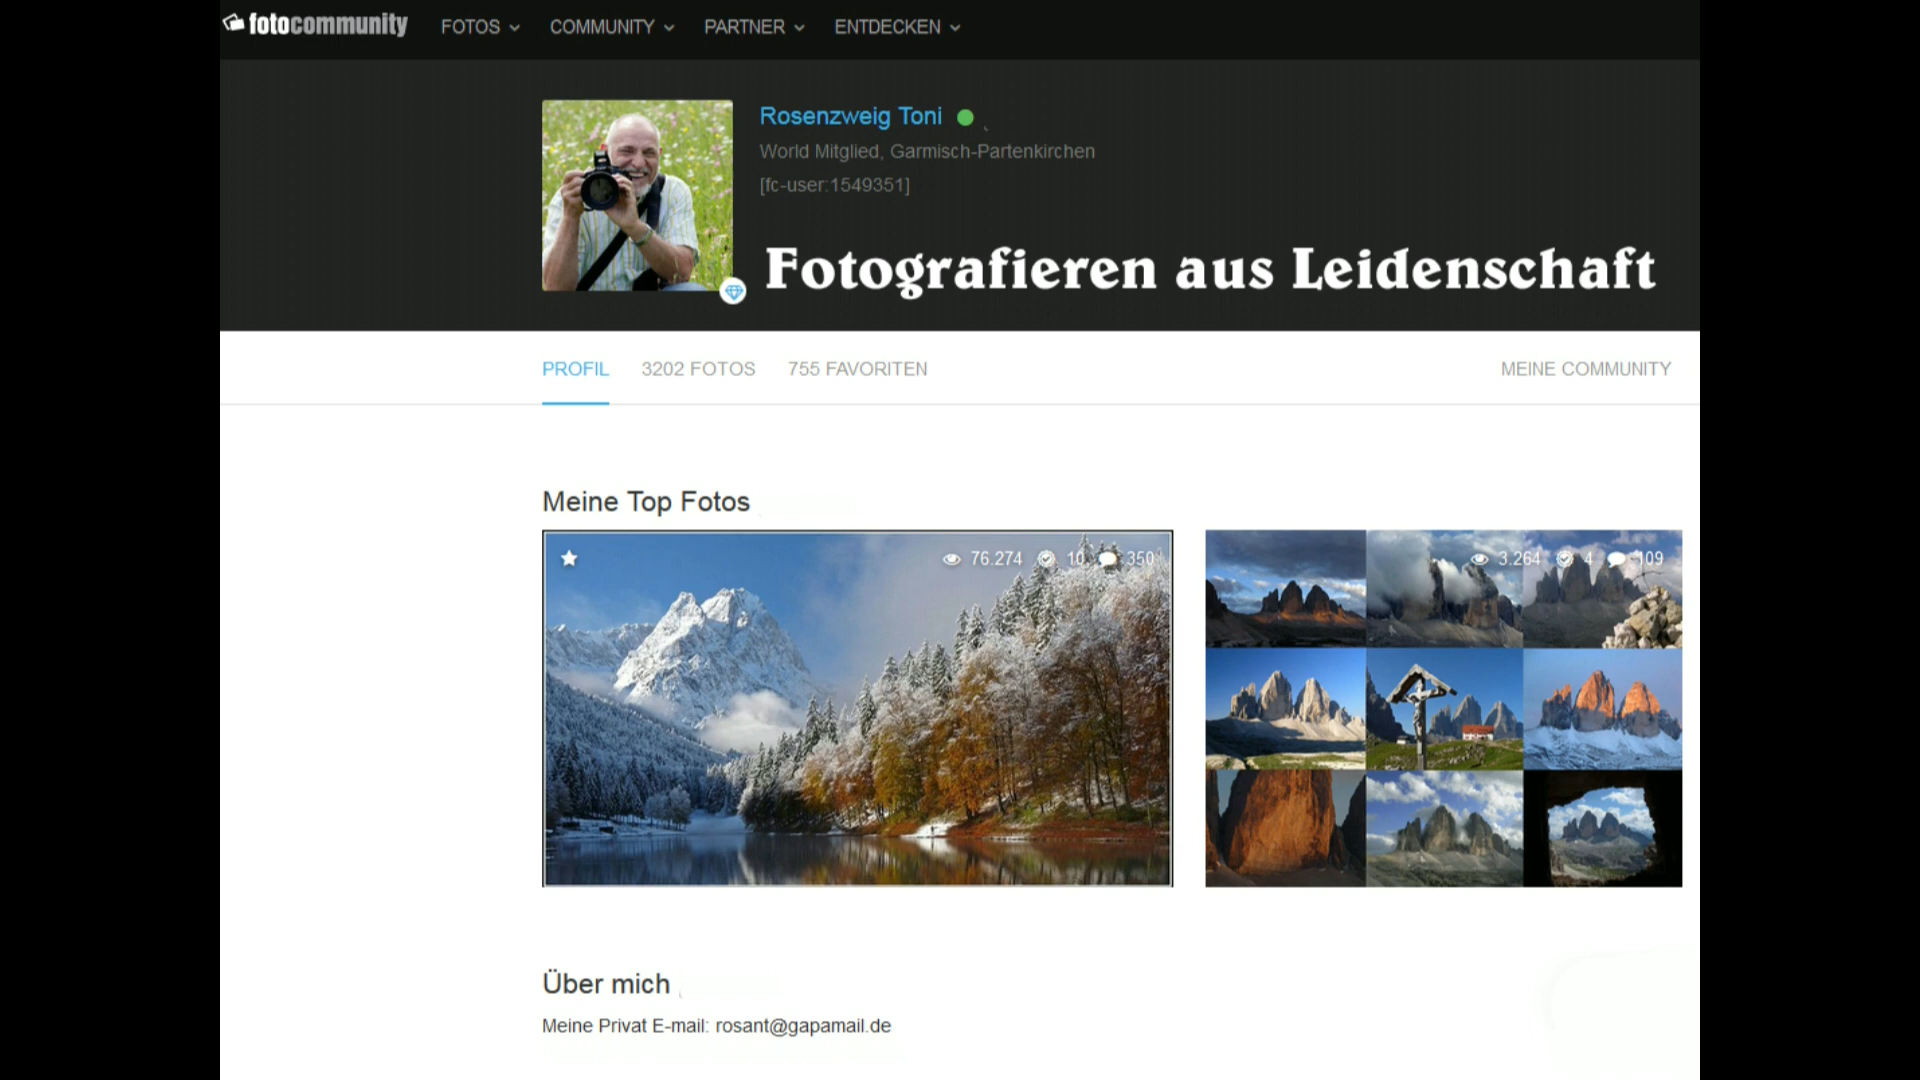 fotocommunity FOTOS COMMUNITY PARTNER ENTDECKEN
Rosenzweig Toni
World Mitglied, Garmisch-Partenkirchen
[fc-user:1549351]
Fotografieren aus Leidenschaft
PROFIL 3202 FOTOS 755 FAVORITEN MEINE COMMUNITY
Meine Top Fotos
76.274 10 350
3.264 4 109
Über mich
Meine Privat E-mail: rosant@gapamail.de